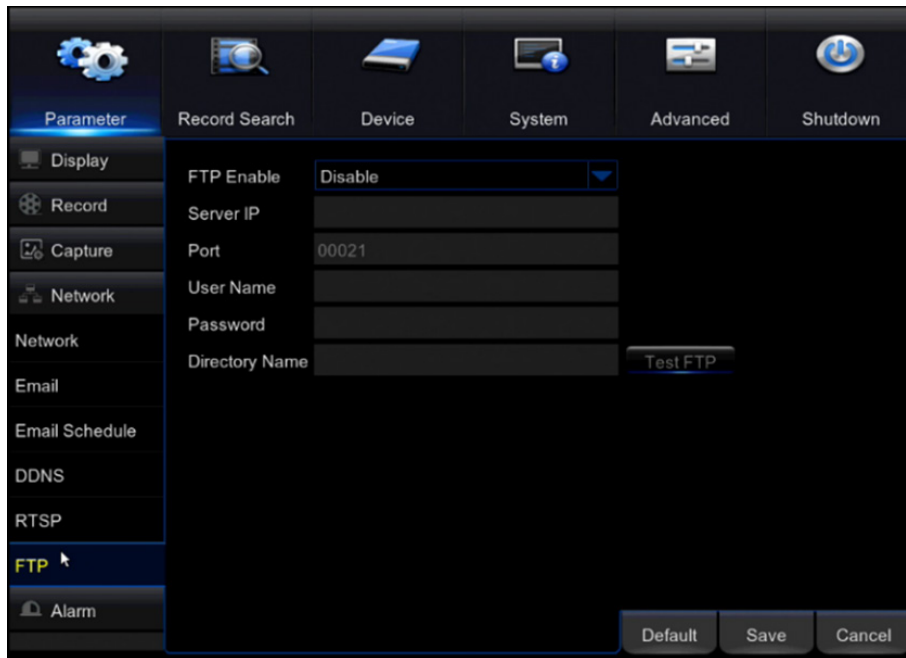 Parameter Record Search Device System Advanced Shutdown
Display
Record
Capture
Network
Network
Email
Email Schedule
DDNS
RTSP
FTP
Alarm
FTP Enable Disable
Server IP
Port 00021
User Name
Password
Directory Name Test FTP
Default Save Cancel